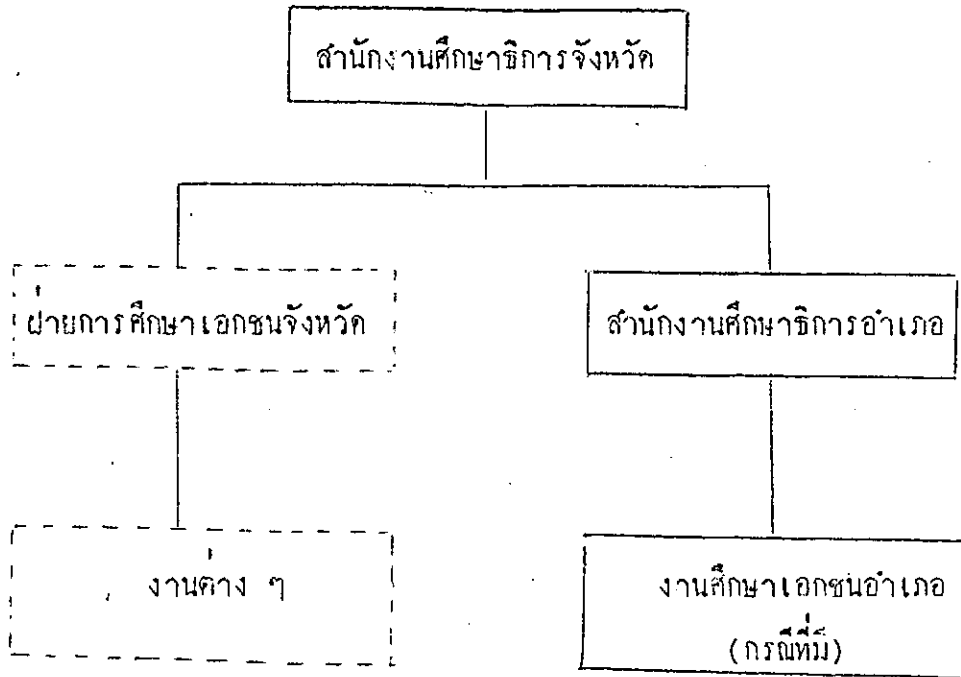 สำนักงานศึกษาธิการจังหวัด
ฝ่ายการศึกษาเอกชนจังหวัด
สำนักงานศึกษาธิการอำเภอ
งานต่าง ๆ
งานศึกษาเอกชนอำเภอ
(กรณีที่มี)